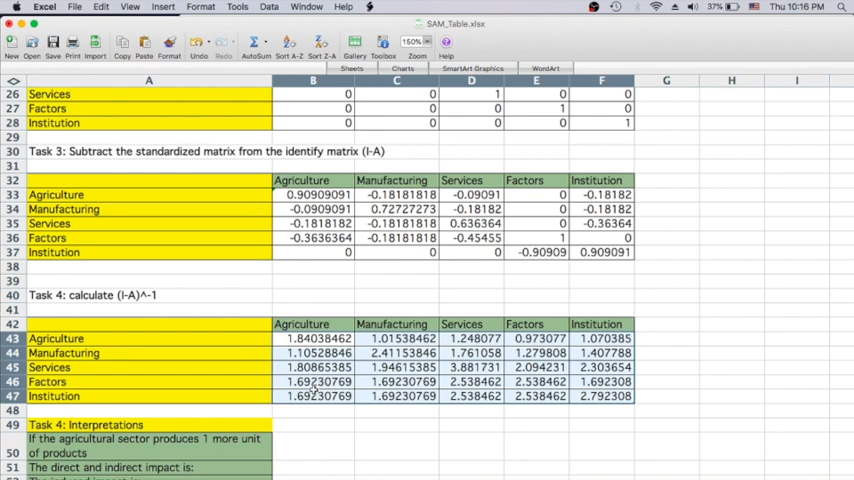 Excel File Edit View Insert Format Tools Data Window Help 37% Thu 10:16 AM
SAM_Table.xlsx
150%
New Open Save Print Import Copy Paste Format Undo Redo AutoSum Sort A-Z Sort Z-A Gallery Toolbox Zoom Help
Sheets Charts SmartArt Graphics WordArt
A B C D E F G H I
26 Services 0 0 1 0 0
27 Factors 0 0 0 1 0
28 Institution 0 0 0 0 1
29
30 Task 3: Subtract the standardized matrix from the identify matrix (I-A)
31
32 Agriculture Manufacturing Services Factors Institution
33 Agriculture 0.90909091 -0.18181818 -0.09091 0 -0.18182
34 Manufacturing -0.0909091 0.72727273 -0.18182 0 -0.18182
35 Services -0.1818182 -0.18181818 0.636364 0 -0.36364
36 Factors -0.3636364 -0.18181818 -0.45455 1 0
37 Institution 0 0 0 -0.90909 0.909091
38
39
40 Task 4: calculate (I-A)^-1
41
42 Agriculture Manufacturing Services Factors Institution
43 Agriculture 1.84038462 1.01538462 1.248077 0.973077 1.070385
44 Manufacturing 1.10528846 2.41153846 1.761058 1.279808 1.407788
45 Services 1.80865385 1.94615385 3.881731 2.094231 2.303654
46 Factors 1.69230769 1.69230769 2.538462 2.538462 1.692308
47 Institution 1.69230769 1.69230769 2.538462 2.538462 2.792308
48
49 Task 4: Interpretations
If the agricultural sector produces 1 more unit
50 of products
51 The direct and indirect impact is: